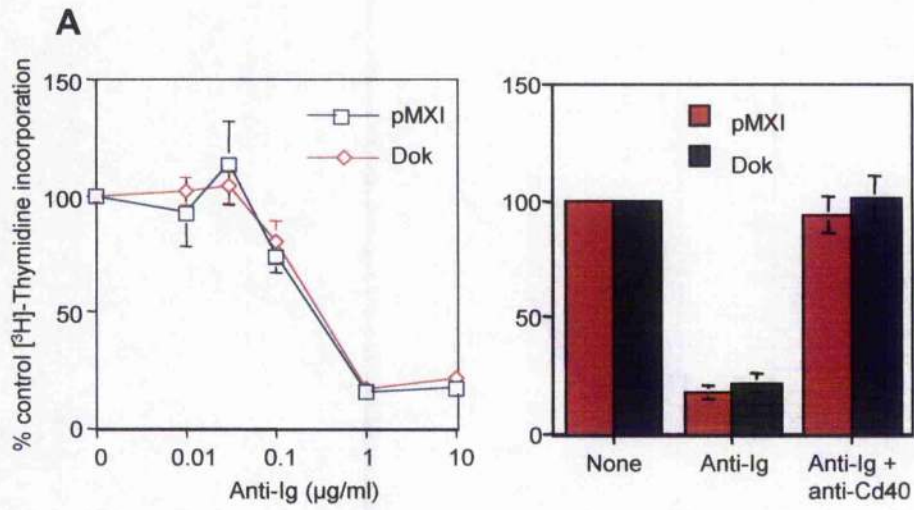 A
% control [³H]-Thymidine incorporation
150
100
50
0
pMXI
Dok
0
0.01
0.1
1
10
Anti-Ig (µg/ml)
150
100
50
0
pMXI
Dok
None
Anti-Ig
Anti-Ig +
anti-Cd40